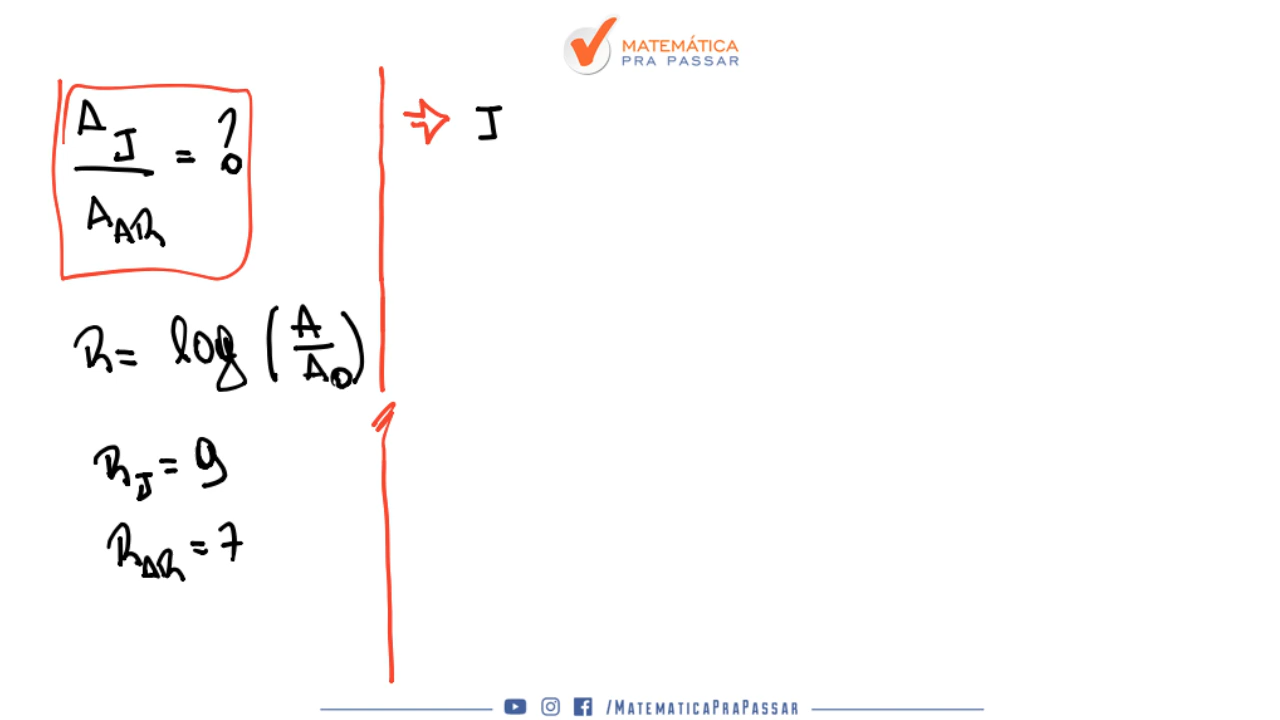 MATEMÁTICA
PRA PASSAR
A_J / A_AR = ?
R = log (A / A_0)
R_J = 9
R_AR = 7
⇒ J
/MATEMATICAPRAPASSAR